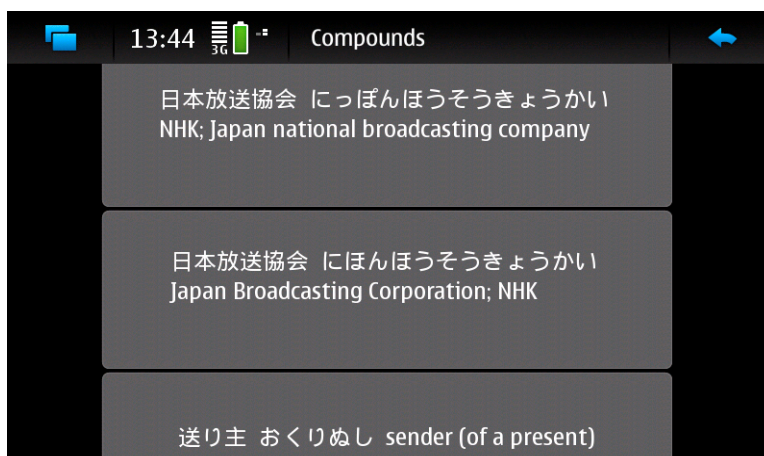 13:44 3G Compounds
日本放送協会 にっぽんほうそうきょうかい
NHK; Japan national broadcasting company
日本放送協会 にほんほうそうきょうかい
Japan Broadcasting Corporation; NHK
送り主 おくりぬし sender (of a present)